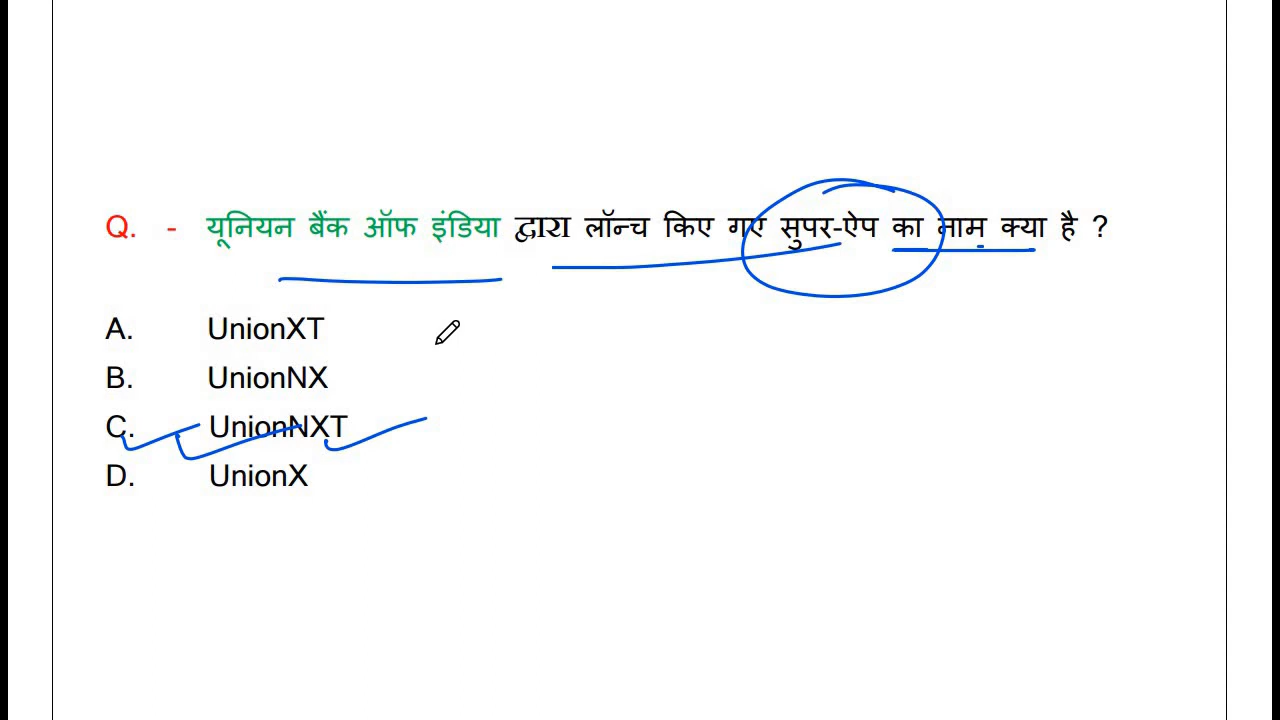 Q. - यूनियन बैंक ऑफ इंडिया द्वारा लॉन्च किए गए सुपर-ऐप का नाम क्या है ?
A. UnionXT
B. UnionNX
C. UnionNXT
D. UnionX